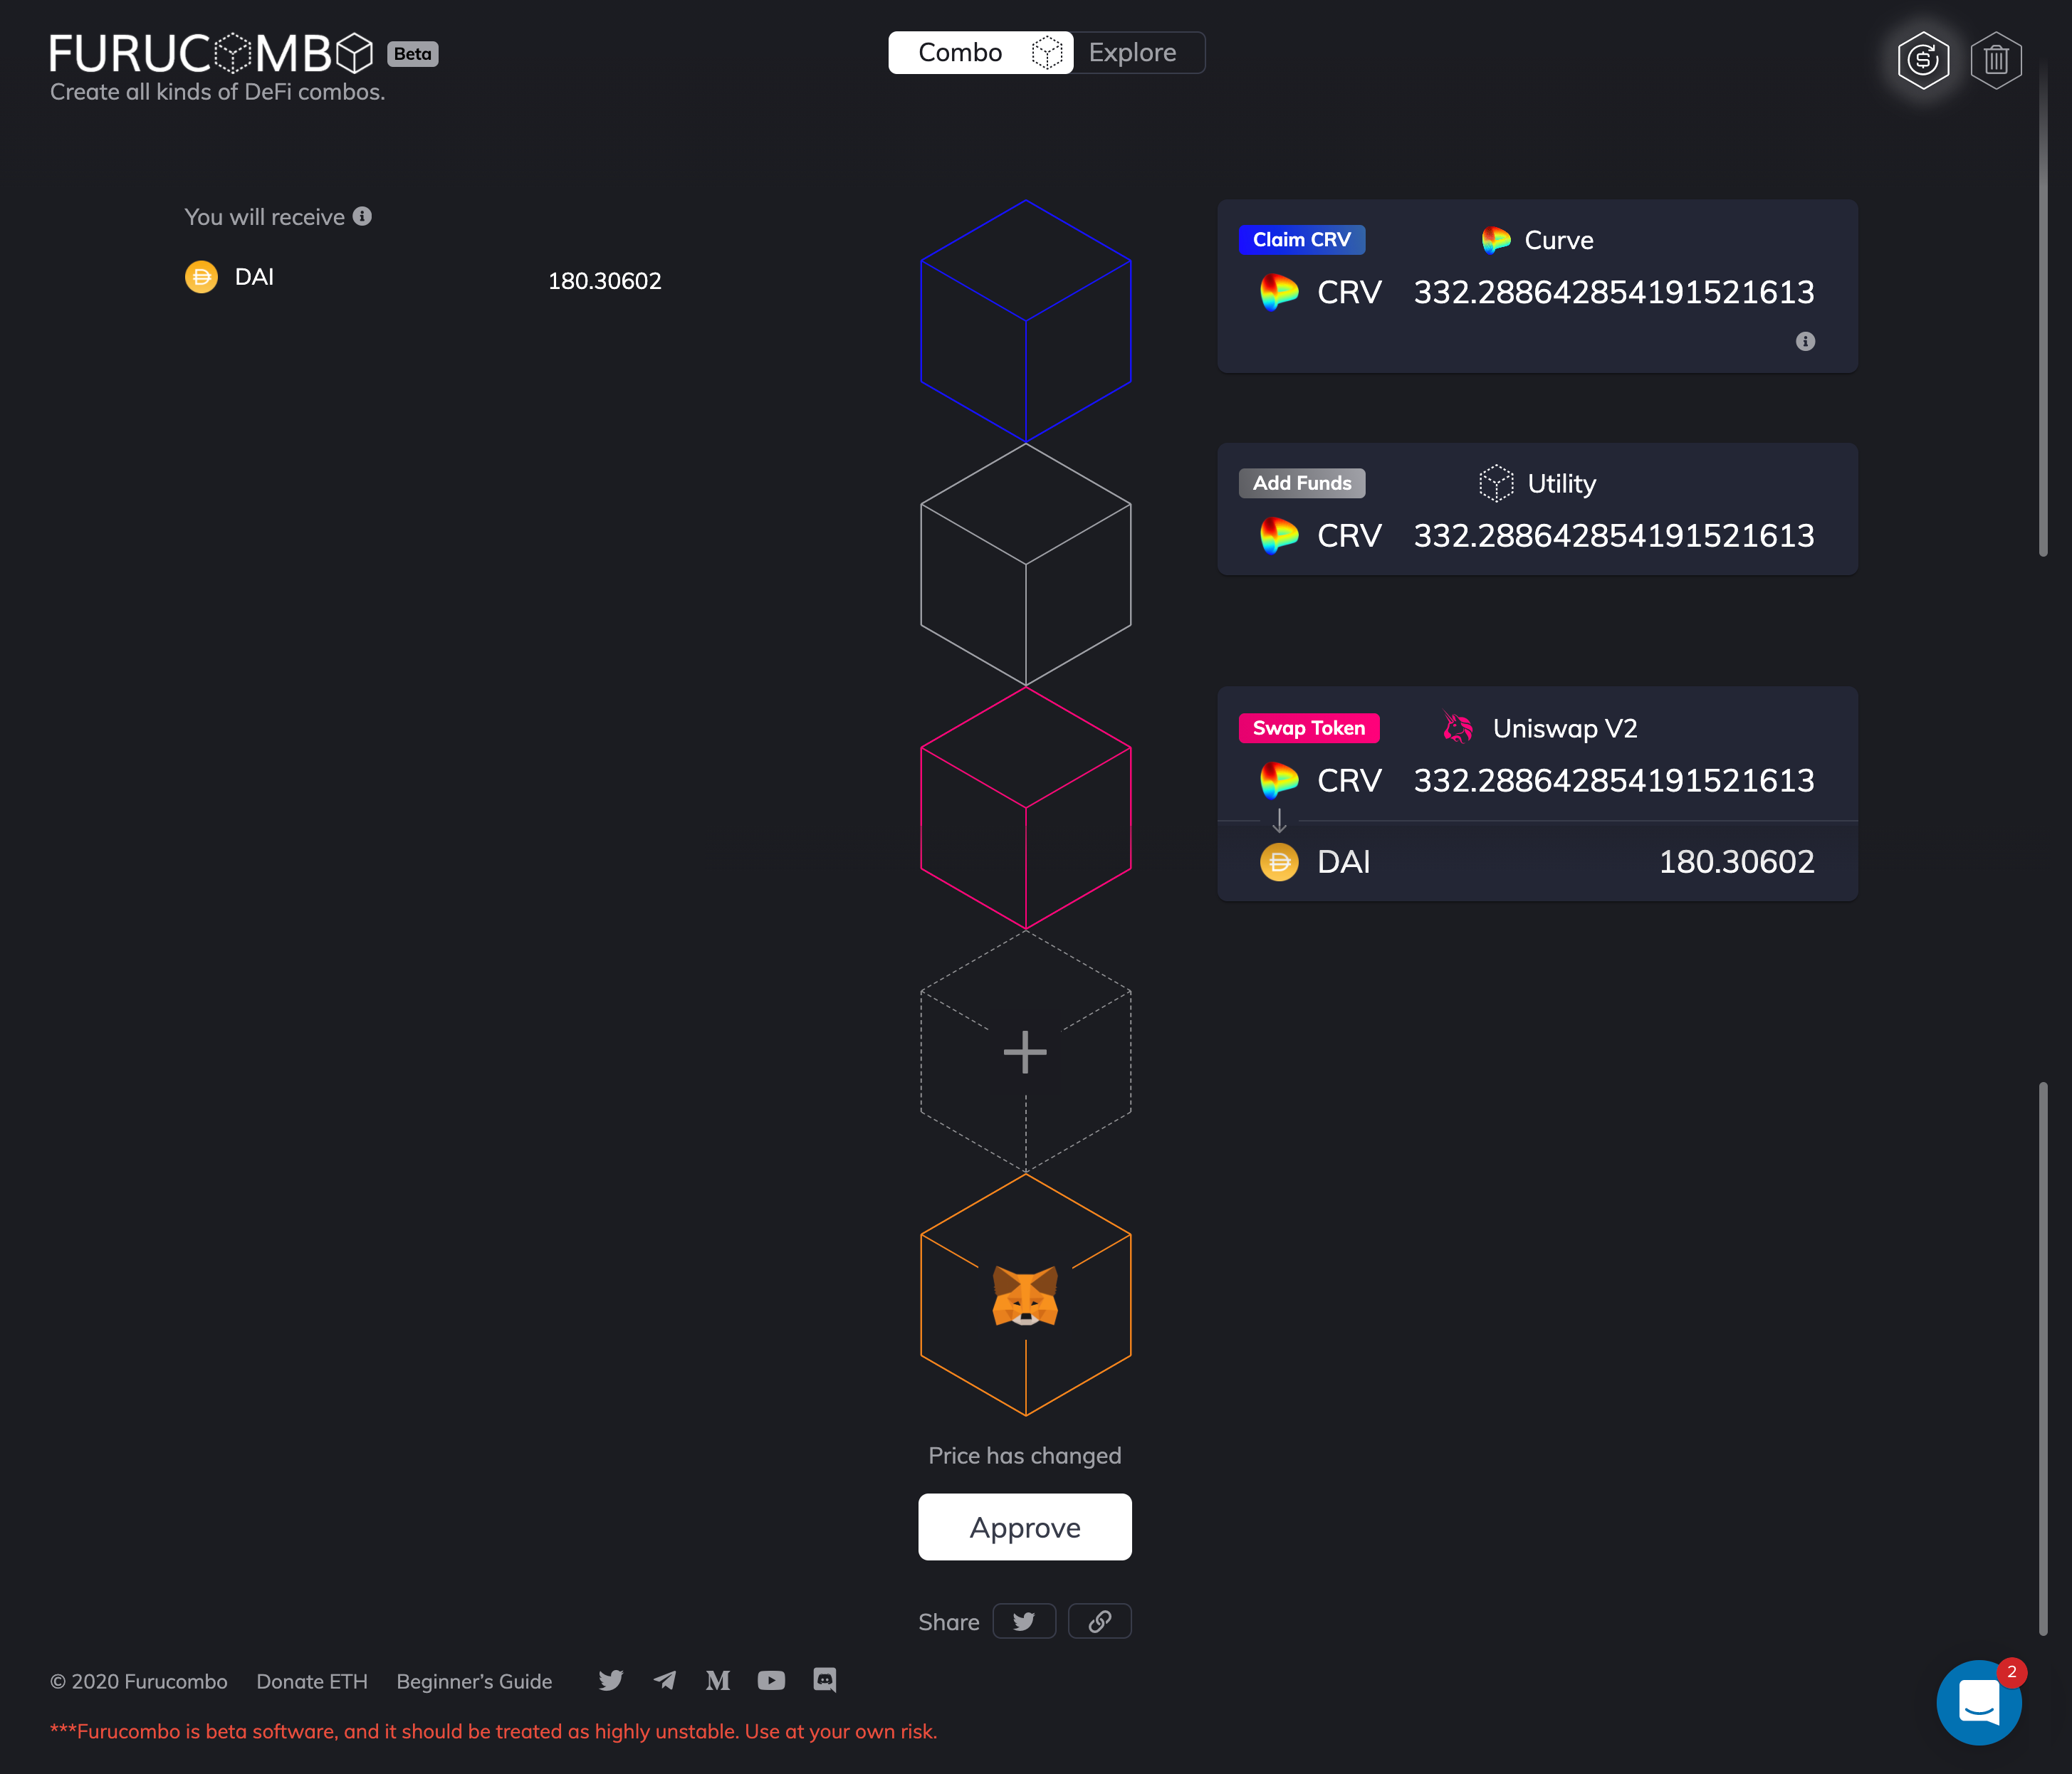 FURUCOMBO Beta
Create all kinds of DeFi combos.
Combo Explore
You will receive
DAI 180.30602
Claim CRV Curve
CRV 332.288642854191521613
Add Funds Utility
CRV 332.288642854191521613
Swap Token Uniswap V2
CRV 332.288642854191521613
DAI 180.30602
Price has changed
Approve
Share
© 2020 Furucombo Donate ETH Beginner’s Guide
2
***Furucombo is beta software, and it should be treated as highly unstable. Use at your own risk.